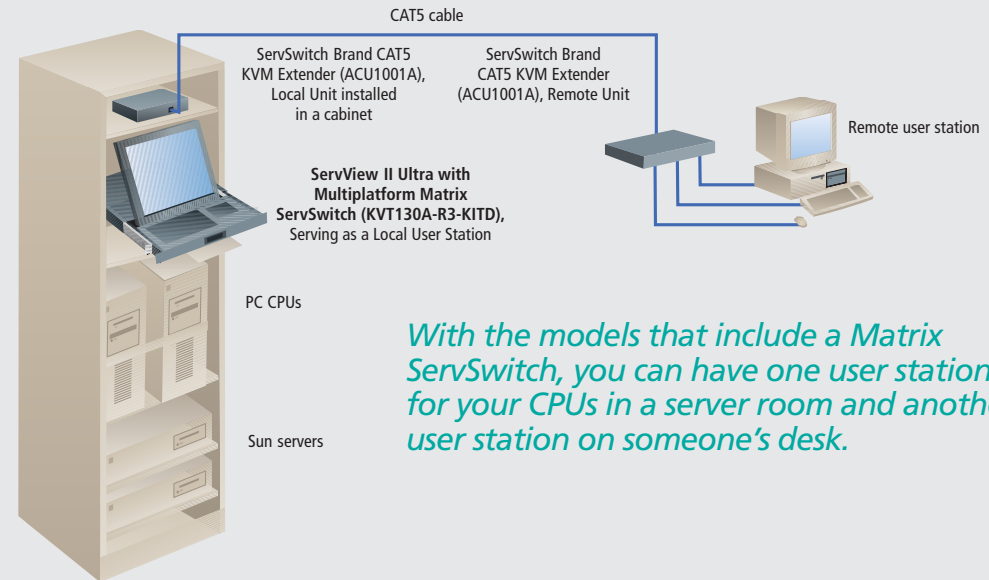 CAT5 cable
ServSwitch Brand CAT5
KVM Extender (ACU1001A),
Local Unit installed
in a cabinet
ServSwitch Brand
CAT5 KVM Extender
(ACU1001A), Remote Unit
Remote user station
ServView II Ultra with
Multiplatform Matrix
ServSwitch (KVT130A-R3-KITD),
Serving as a Local User Station
PC CPUs
With the models that include a Matrix
ServSwitch, you can have one user station
for your CPUs in a server room and anothe
user station on someone’s desk.
Sun servers